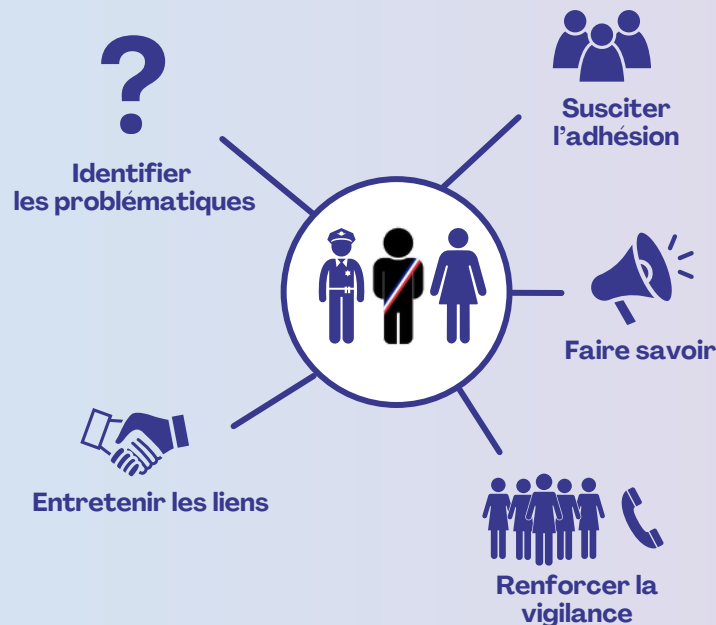 ?
Identifier
les problématiques
Susciter
l'adhésion
Faire savoir
Entretenir les liens
Renforcer la
vigilance